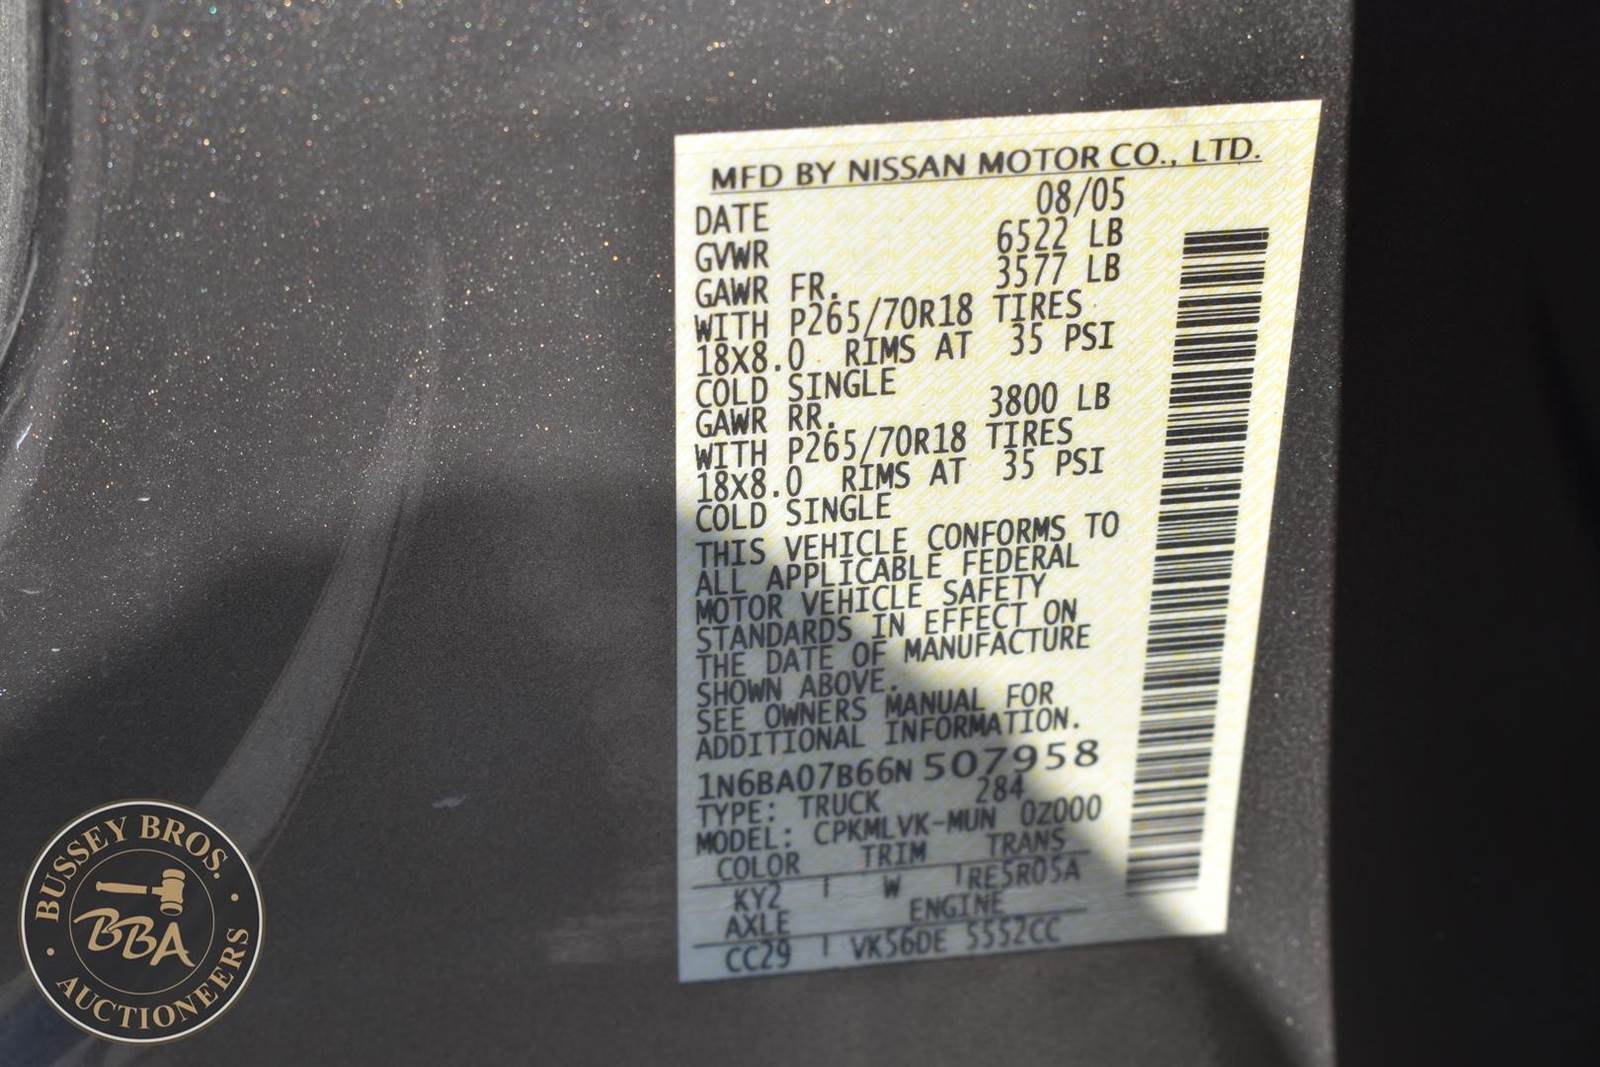 MFD BY NISSAN MOTOR CO., LTD.
DATE 08/05
GVWR 6522 LB
GAWR FR. 3577 LB
WITH P265/70R18 TIRES
18X8.0 RIMS AT 35 PSI
COLD SINGLE
GAWR RR. 3800 LB
WITH P265/70R18 TIRES
18X8.0 RIMS AT 35 PSI
COLD SINGLE
THIS VEHICLE CONFORMS TO
ALL APPLICABLE FEDERAL
MOTOR VEHICLE SAFETY
STANDARDS IN EFFECT ON
THE DATE OF MANUFACTURE
SHOWN ABOVE.
SEE OWNERS MANUAL FOR
ADDITIONAL INFORMATION.
1N6BA07B66N 507958
TYPE: TRUCK 284
MODEL: CPKMLVK-MUN 0Z000
COLOR TRIM TRANS
KY2 W RE5R05A
AXLE ENGINE
CC29 VK56DE 5552CC
BUSSEY BROS.
BBA
AUCTIONEERS